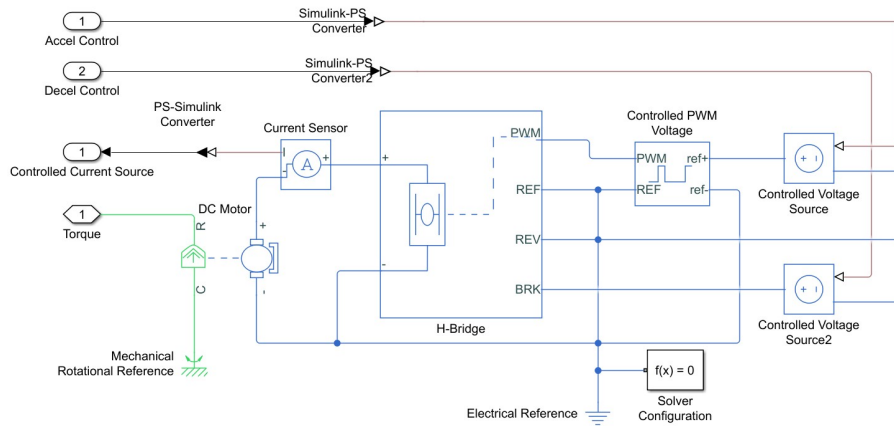 1
Accel Control
Simulink-PS
Converter
2
Decel Control
Simulink-PS
Converter2
PS-Simulink
Converter
1
Controlled Current Source
Current Sensor
I
A
+
-
1
Torque
R
C
DC Motor
+
-
Mechanical
Rotational Reference
+
-
PWM
REF
REV
BRK
H-Bridge
Controlled PWM
Voltage
PWM
REF
ref+
ref-
+ -
Controlled Voltage
Source
+ -
Controlled Voltage
Source2
f(x) = 0
Solver
Configuration
Electrical Reference